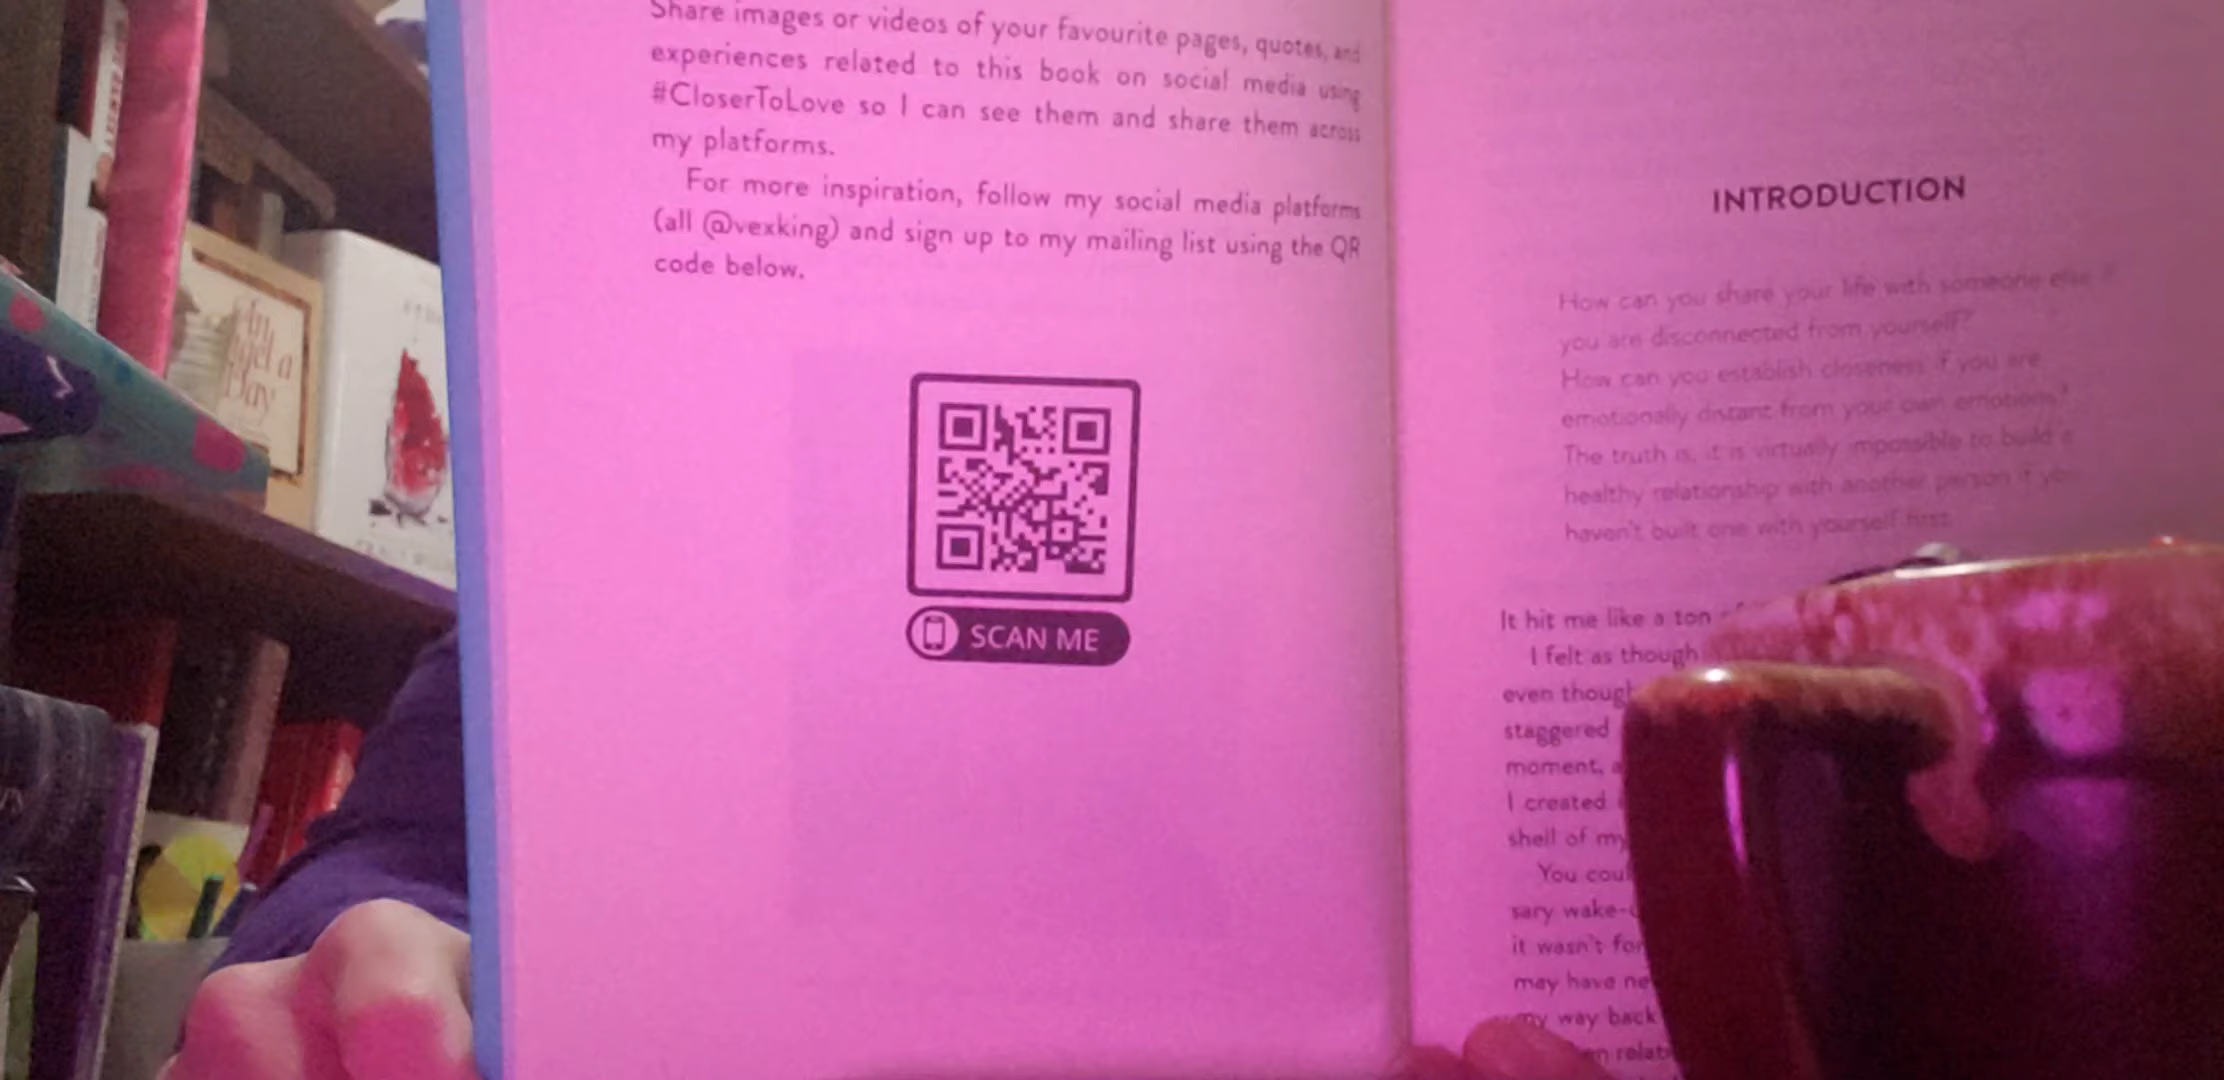 Share images or videos of your favourite pages, quotes, and
experiences related to this book on social media using
#CloserToLove so I can see them and share them across
my platforms.
For more inspiration, follow my social media platforms
(all @vexking) and sign up to my mailing list using the QR
code below.
SCAN ME
INTRODUCTION
How can you share your life with someone else if
you are disconnected from yourself?
How can you establish closeness if you are
emotionally distant from your own emotions?
The truth is, it is virtually impossible to build a
healthy relationship with another person if you
haven't built one with yourself first.
It hit me like a ton
I felt as though
even though
staggered
moment,
I created
shell of my
You coul
sary wake-
it wasn't for
may have ne
my way back
relat
An
Angel a
Day